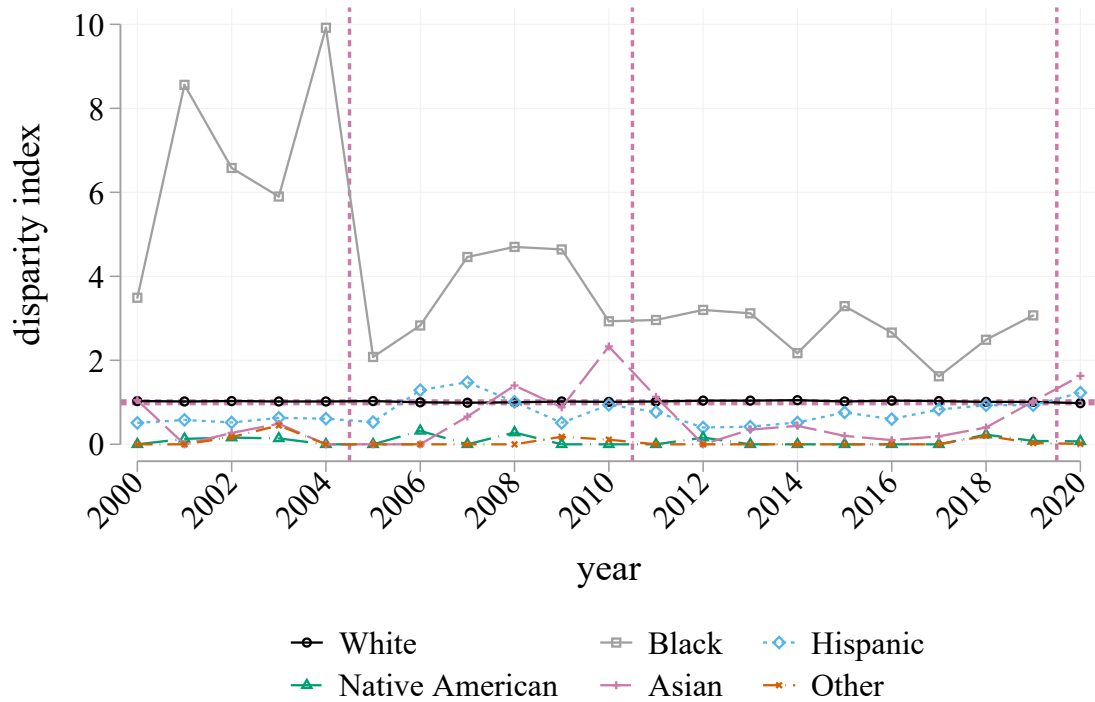 10
8
6
4
2
0
disparity index
2000 2002 2004 2006 2008 2010 2012 2014 2016 2018 2020
year
White Black Hispanic
Native American Asian Other